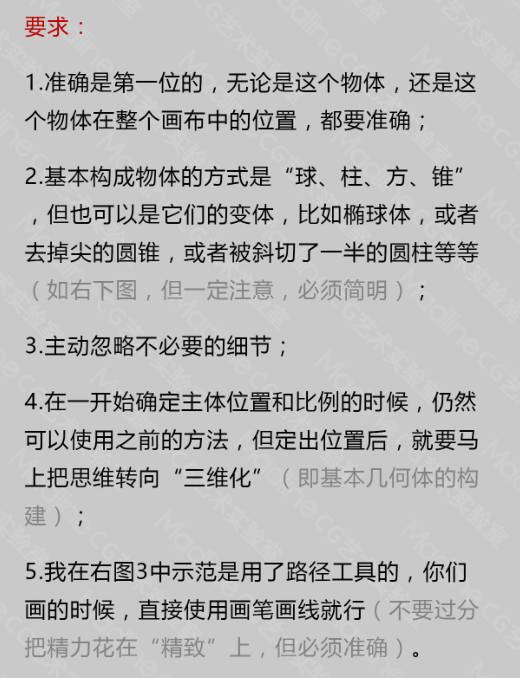 要求：
1.准确是第一位的，无论是这个物体，还是这
个物体在整个画布中的位置，都要准确；
2.基本构成物体的方式是“球、柱、方、锥”
，但也可以是它们的变体，比如椭球体，或者
去掉尖的圆锥，或者被斜切了一半的圆柱等等
（如右下图，但一定注意，必须简明）；
3.主动忽略不必要的细节；
4.在一开始确定主体位置和比例的时候，仍然
可以使用之前的方法，但定出位置后，就要马
上把思维转向“三维化”（即基本几何体的构
建）；
5.我在右图3中示范是用了路径工具的，你们
画的时候，直接使用画笔画线就行（不要过分
把精力花在“精致”上，但必须准确）。